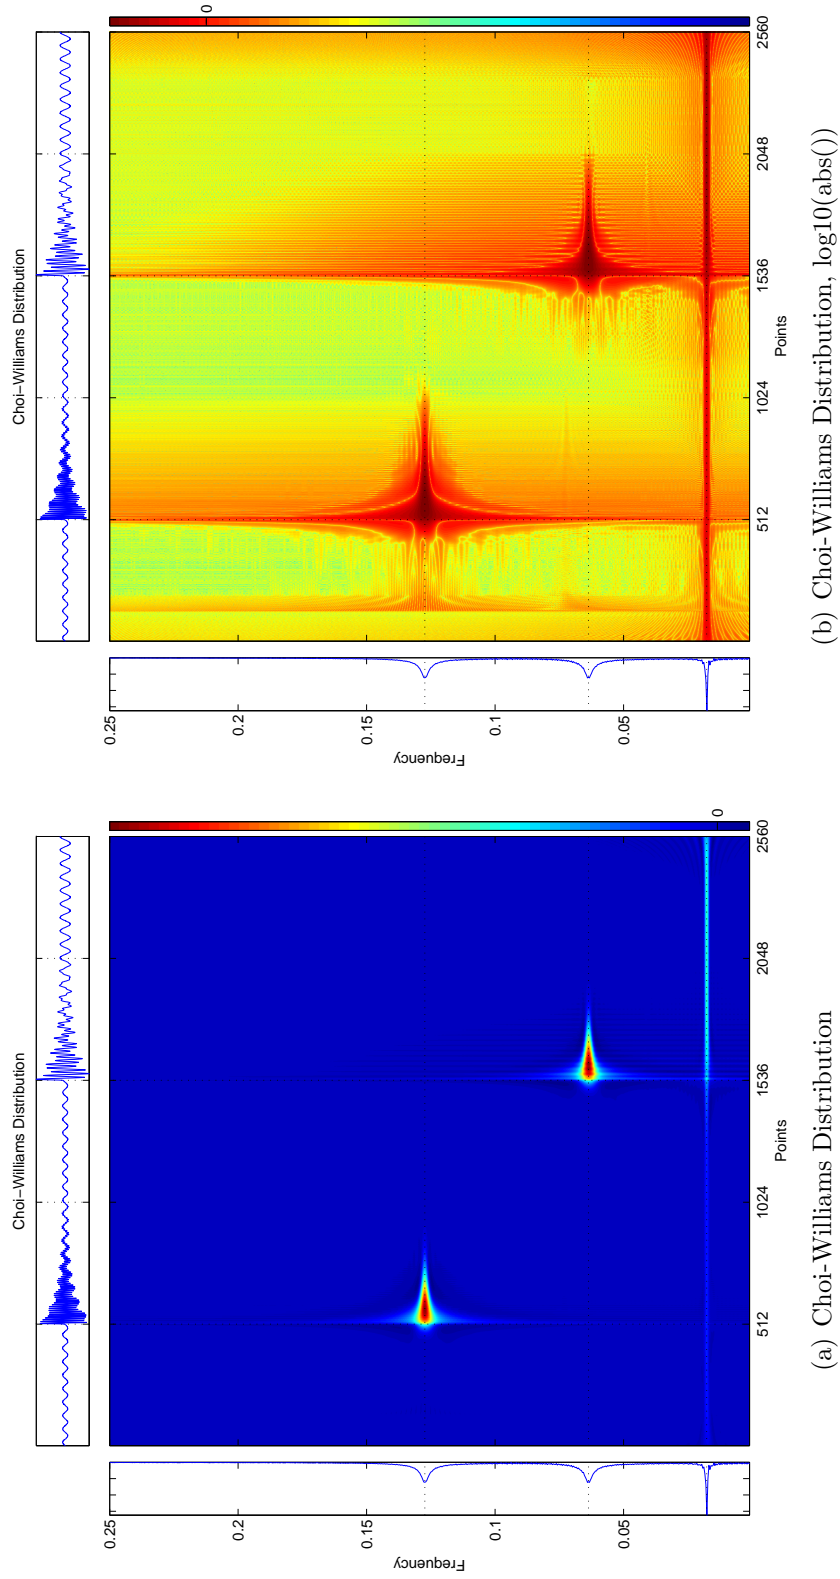 Choi−Williams Distribution
0.25
0.2
0.15
0.1
0.05
Frequency
512
1024
1536
2048
2560
Points
0
(a) Choi-Williams Distribution
Choi−Williams Distribution
0.25
0.2
0.15
0.1
0.05
Frequency
512
1024
1536
2048
2560
Points
0
(b) Choi-Williams Distribution, log10(abs())